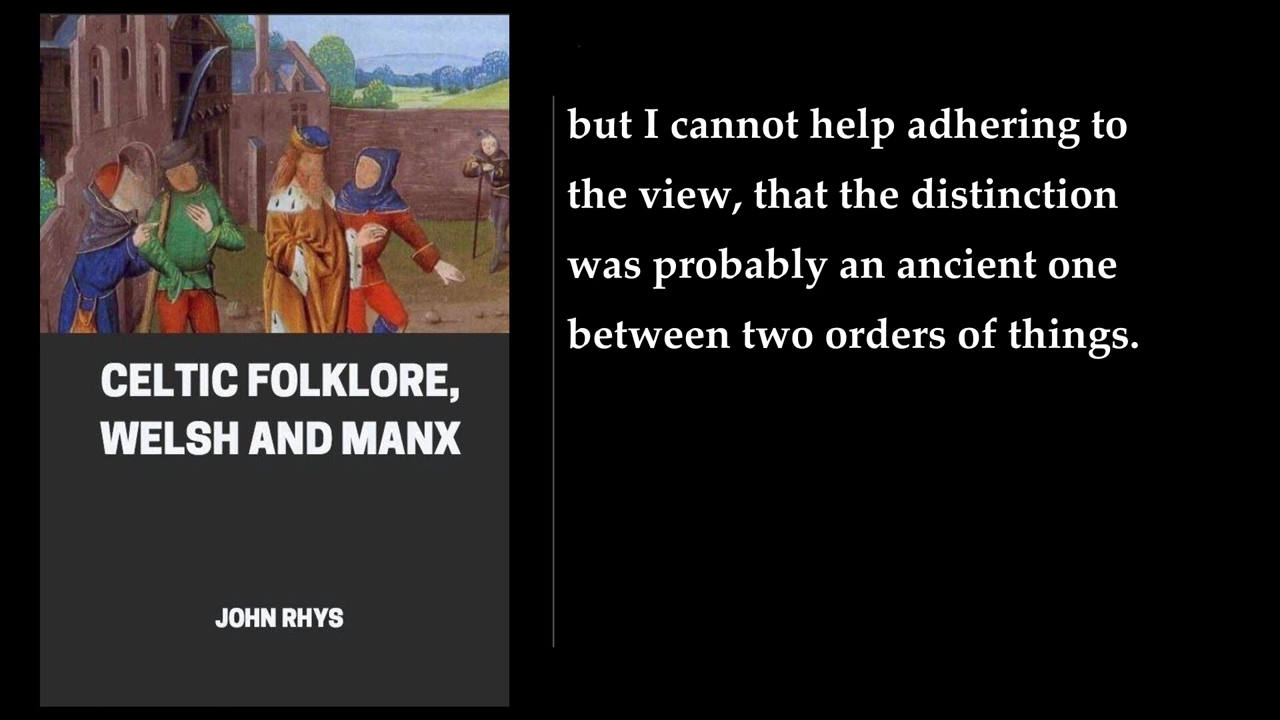 CELTIC FOLKLORE,
WELSH AND MANX
JOHN RHYS
but I cannot help adhering to
the view, that the distinction
was probably an ancient one
between two orders of things.